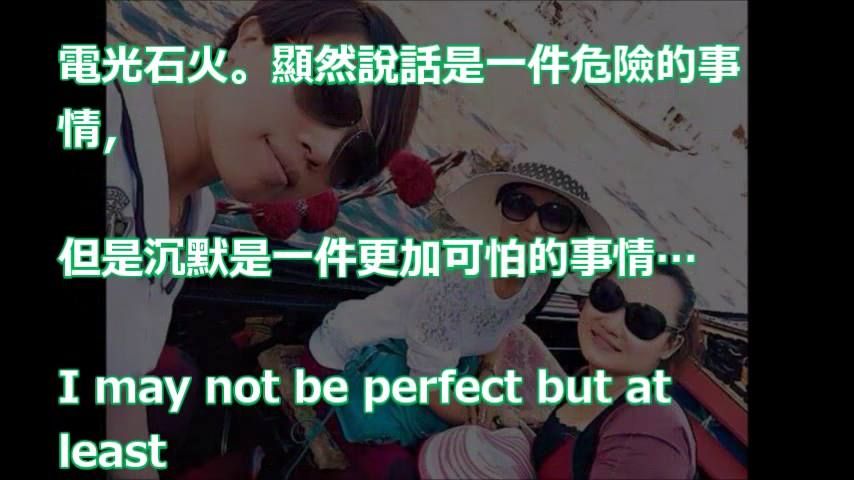 電光石火。顯然說話是一件危險的事
情，
但是沉默是一件更加可怕的事情…
I may not be perfect but at
least